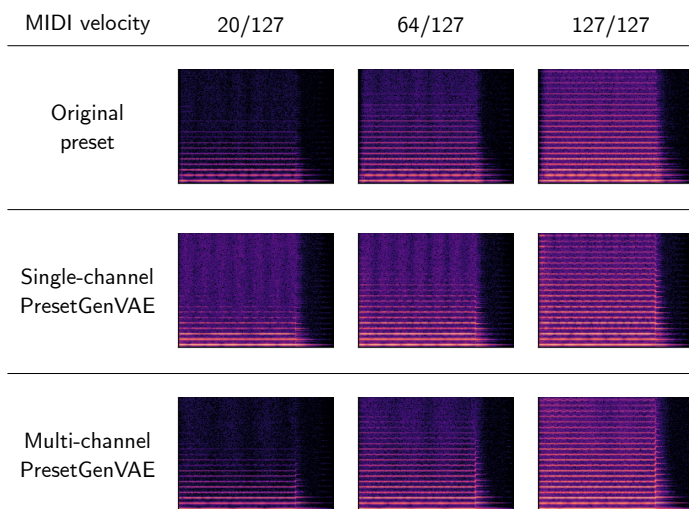 MIDI velocity 20/127 64/127 127/127
Original
preset
Single-channel
PresetGenVAE
Multi-channel
PresetGenVAE